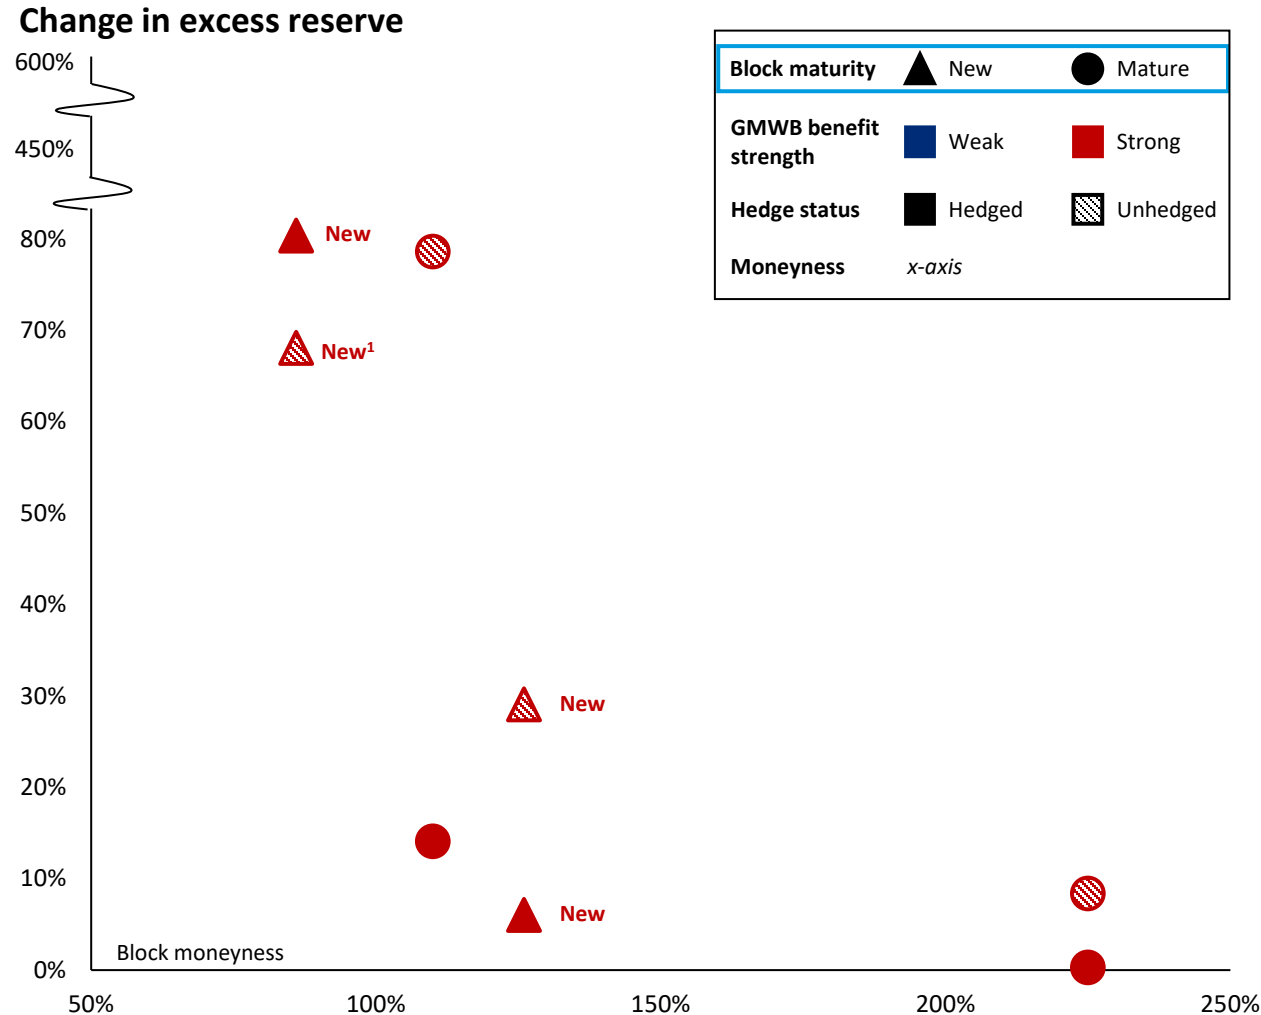 Change in excess reserve
600%
450%
80%
70%
60%
50%
40%
30%
20%
10%
0%
Block maturity New Mature
GMWB benefit
strength Weak Strong
Hedge status Hedged Unhedged
Moneyness x-axis
New
New¹
New
New
Block moneyness
50% 100% 150% 200% 250%